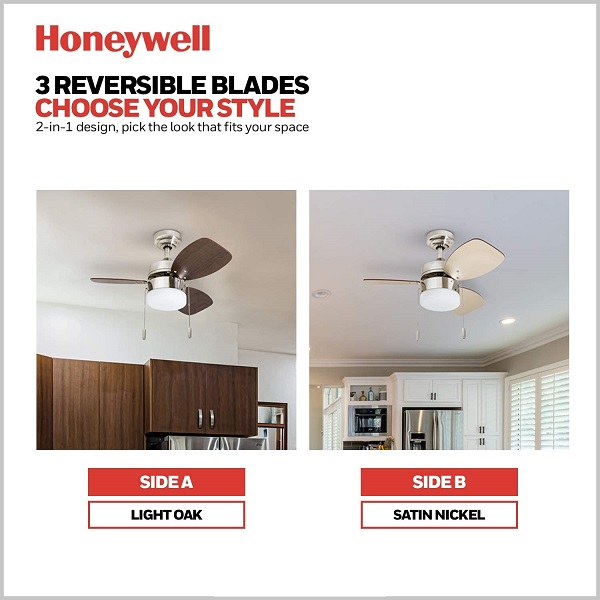 Honeywell
3 REVERSIBLE BLADES
CHOOSE YOUR STYLE
2-in-1 design, pick the look that fits your space
SIDE A
LIGHT OAK
SIDE B
SATIN NICKEL